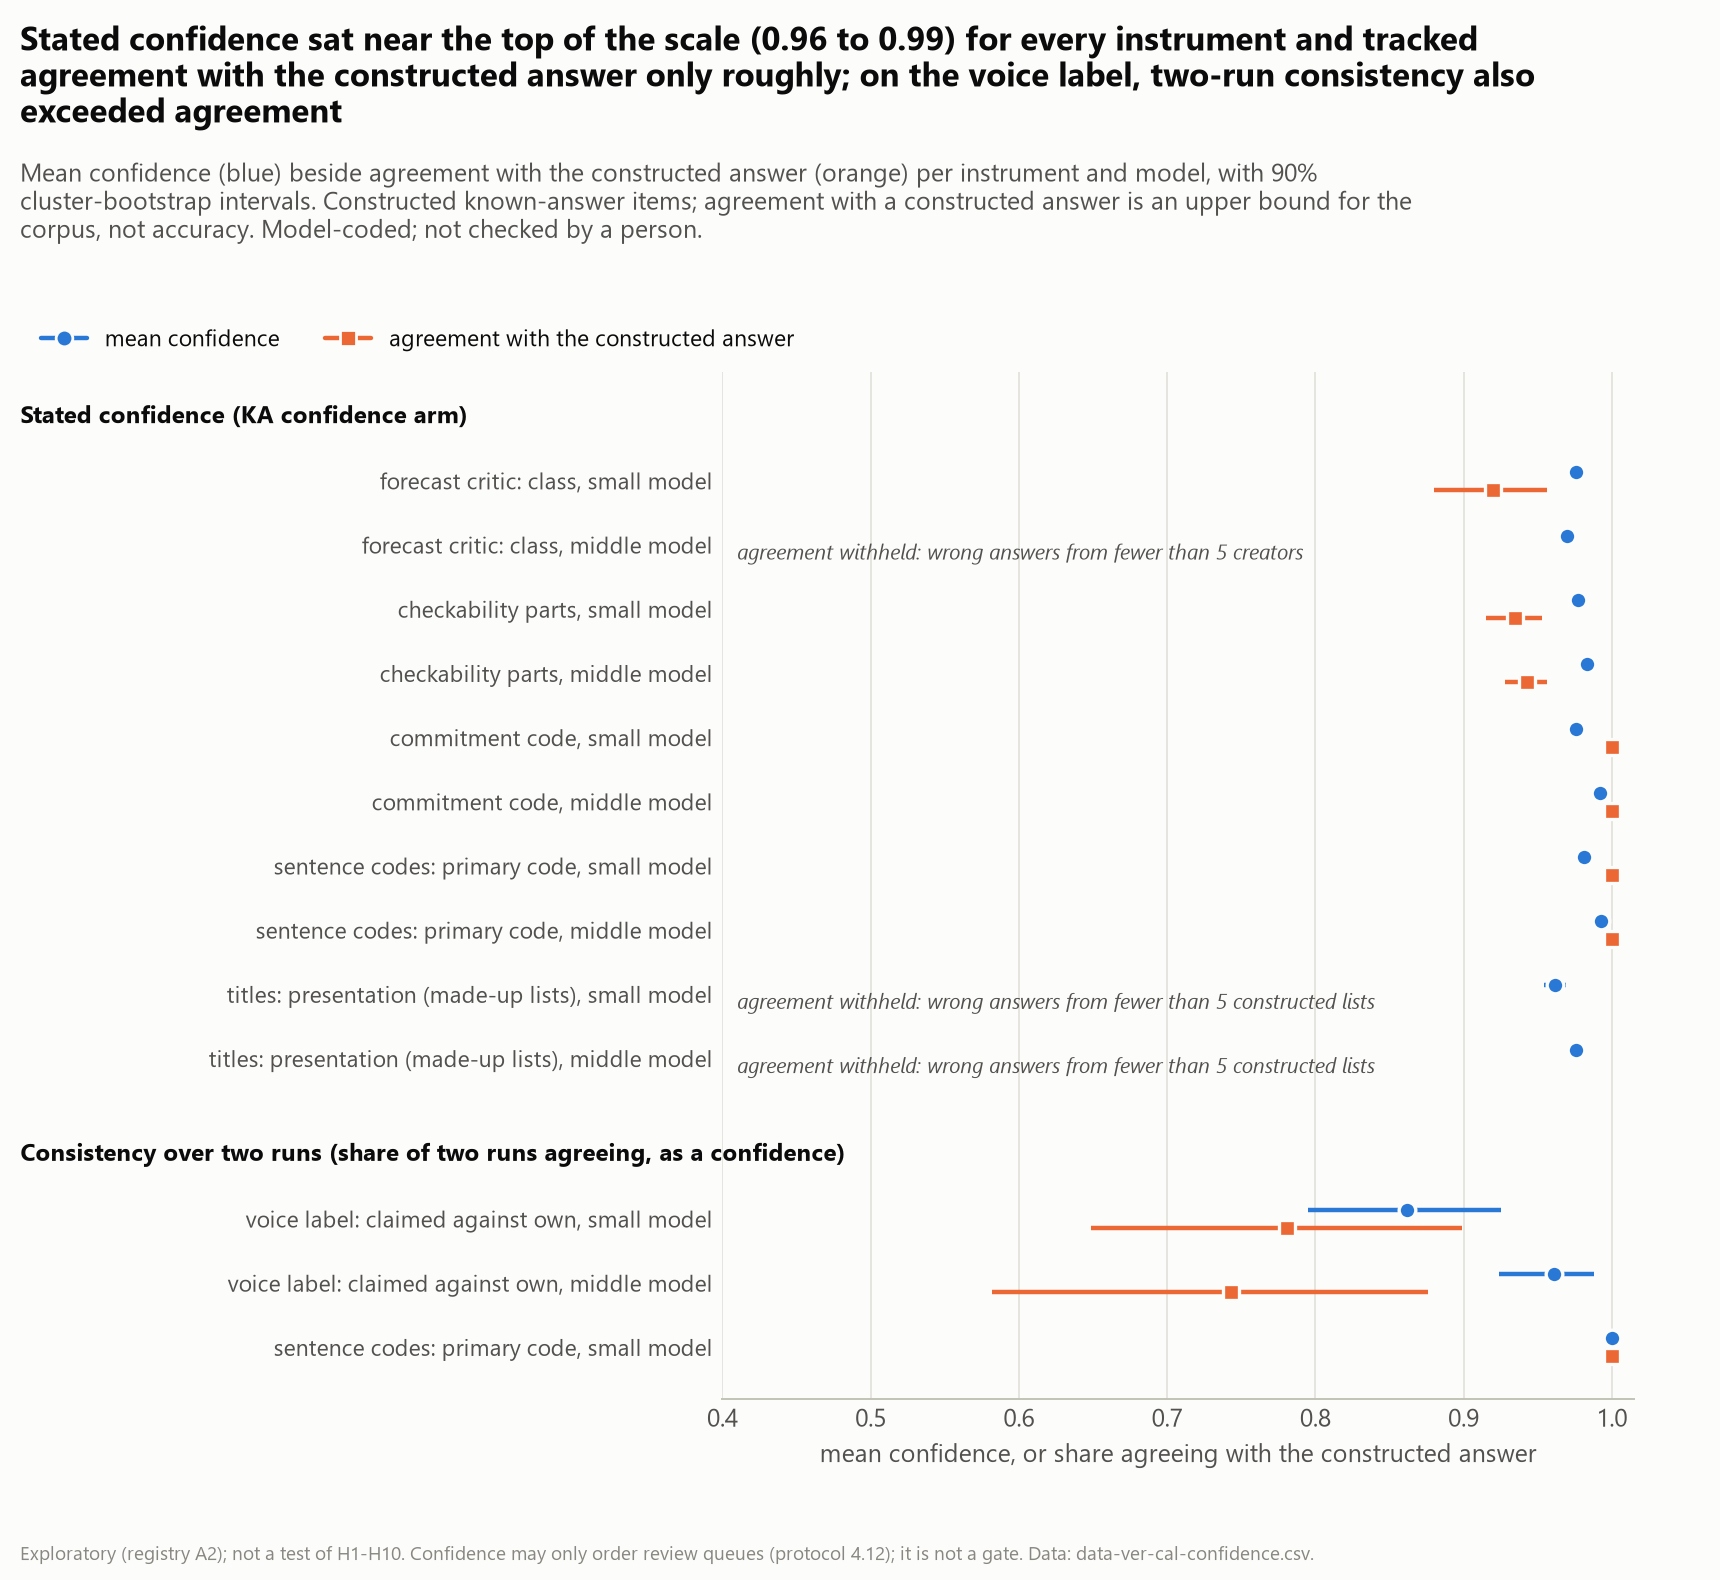 Stated confidence sat near the top of the scale (0.96 to 0.99) for every instrument and tracked
agreement with the constructed answer only roughly; on the voice label, two-run consistency also
exceeded agreement
Mean confidence (blue) beside agreement with the constructed answer (orange) per instrument and model, with 90%
cluster-bootstrap intervals. Constructed known-answer items; agreement with a constructed answer is an upper bound for the
corpus, not accuracy. Model-coded; not checked by a person.
mean confidence
agreement with the constructed answer
Stated confidence (KA confidence arm)
forecast critic: class, small model
forecast critic: class, middle model
agreement withheld: wrong answers from fewer than 5 creators
checkability parts, small model
checkability parts, middle model
commitment code, small model
commitment code, middle model
sentence codes: primary code, small model
sentence codes: primary code, middle model
titles: presentation (made-up lists), small model
agreement withheld: wrong answers from fewer than 5 constructed lists
titles: presentation (made-up lists), middle model
agreement withheld: wrong answers from fewer than 5 constructed lists
Consistency over two runs (share of two runs agreeing, as a confidence)
voice label: claimed against own, small model
voice label: claimed against own, middle model
sentence codes: primary code, small model
0.4 0.5 0.6 0.7 0.8 0.9 1.0
mean confidence, or share agreeing with the constructed answer
Exploratory (registry A2); not a test of H1-H10. Confidence may only order review queues (protocol 4.12); it is not a gate. Data: data-ver-cal-confidence.csv.